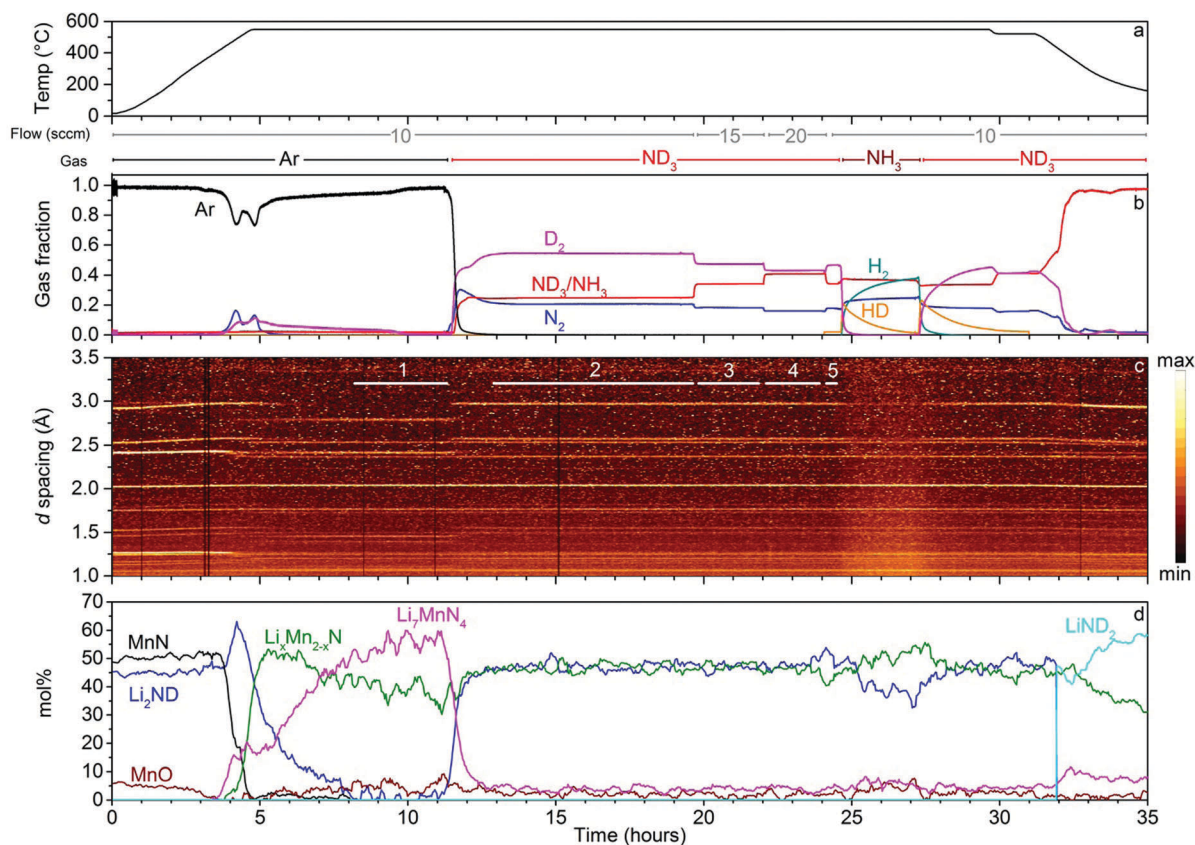 600
400
200
0
Temp (°C)
a
Flow (sccm)
10
15
20
10
Gas
Ar
ND₃
NH₃
ND₃
1.0
0.8
0.6
0.4
0.2
0.0
Gas fraction
b
Ar
D₂
ND₃/NH₃
N₂
H₂
HD
3.5
3.0
2.5
2.0
1.5
1.0
d spacing (Å)
c
1
2
3
4
5
max
min
70
60
50
40
30
20
10
0
mol%
d
MnN
Li₂ND
MnO
LiₓMn₂₋ₓN
Li₇MnN₄
LiND₂
0 5 10 15 20 25 30 35
Time (hours)